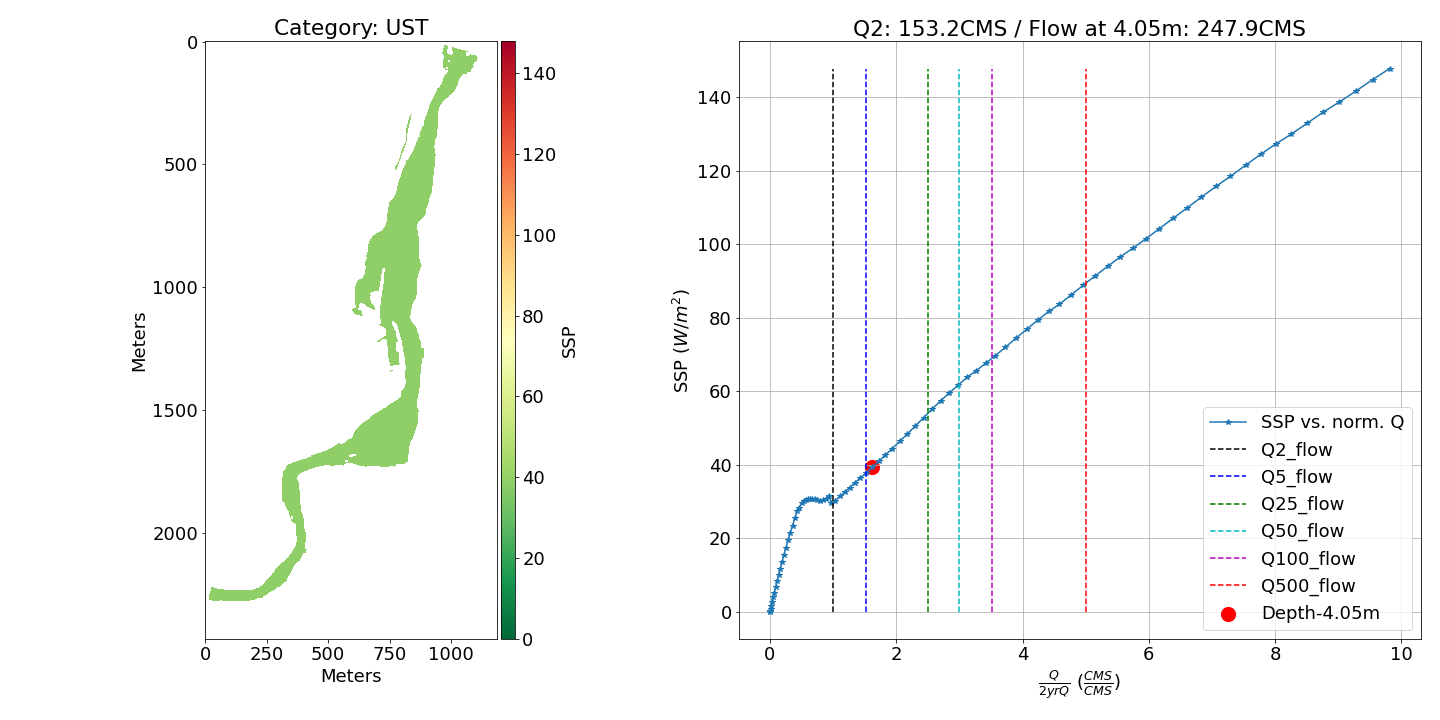 Category: UST
0
500
1000
1500
2000
Meters
0 250 500 750 1000
Meters
140
120
100
80
60
40
20
0
SSP
Q2: 153.2CMS / Flow at 4.05m: 247.9CMS
140
120
100
80
60
40
20
0
SSP (W/m²)
0 2 4 6 8 10
Q/2yrQ (CMS/CMS)
SSP vs. norm. Q
Q2_flow
Q5_flow
Q25_flow
Q50_flow
Q100_flow
Q500_flow
Depth-4.05m